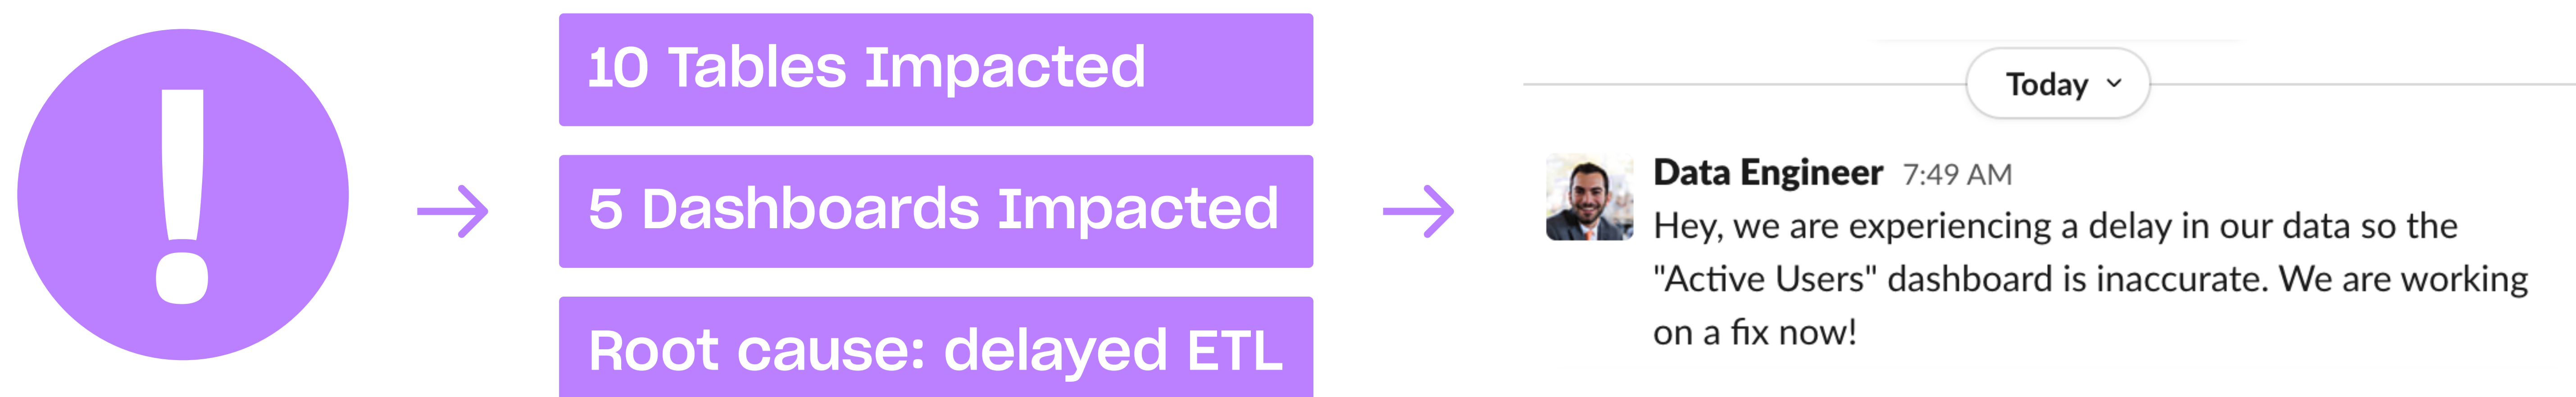 !
10 Tables Impacted
5 Dashboards Impacted
Root cause: delayed ETL
Today
Data Engineer 7:49 AM
Hey, we are experiencing a delay in our data so the
"Active Users" dashboard is inaccurate. We are working
on a fix now!